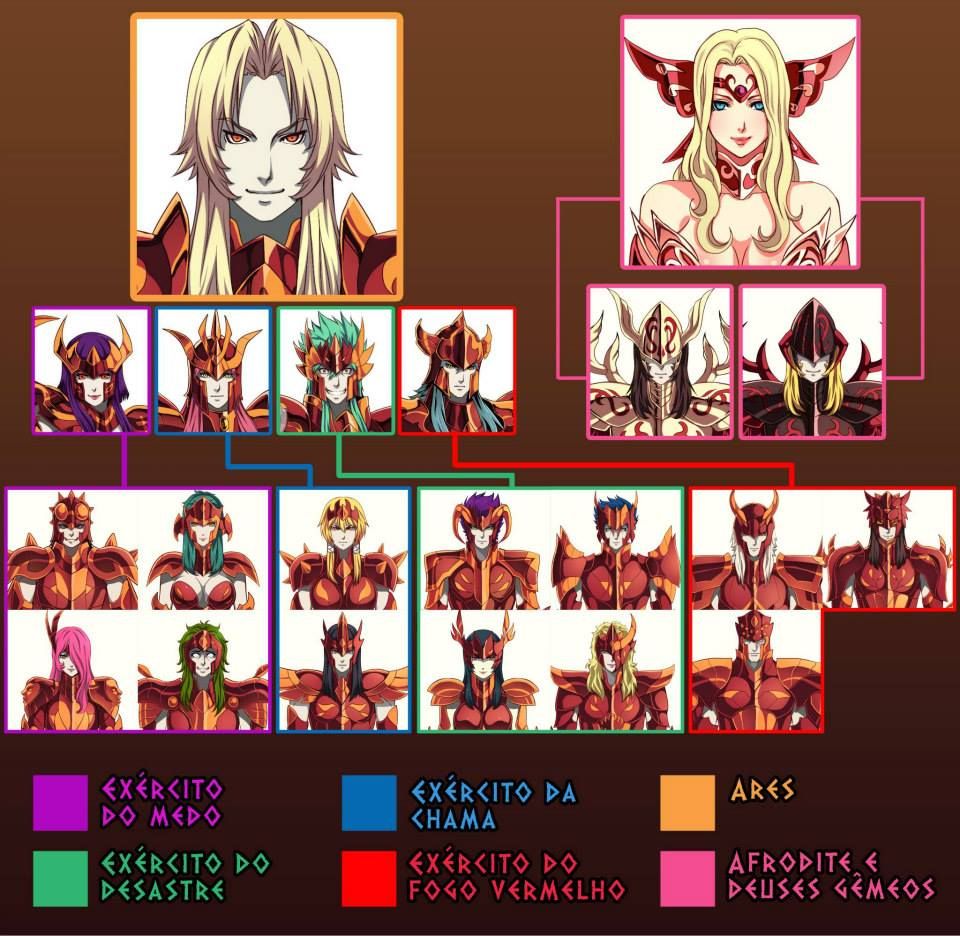 EXÉRCITO
DO MEDO
EXÉRCITO DA
CHAMA
ARES
EXÉRCITO DO
DESASTRE
EXÉRCITO DO
FOGO VERMELHO
AFRODITE E
DEUSES GÊMEOS